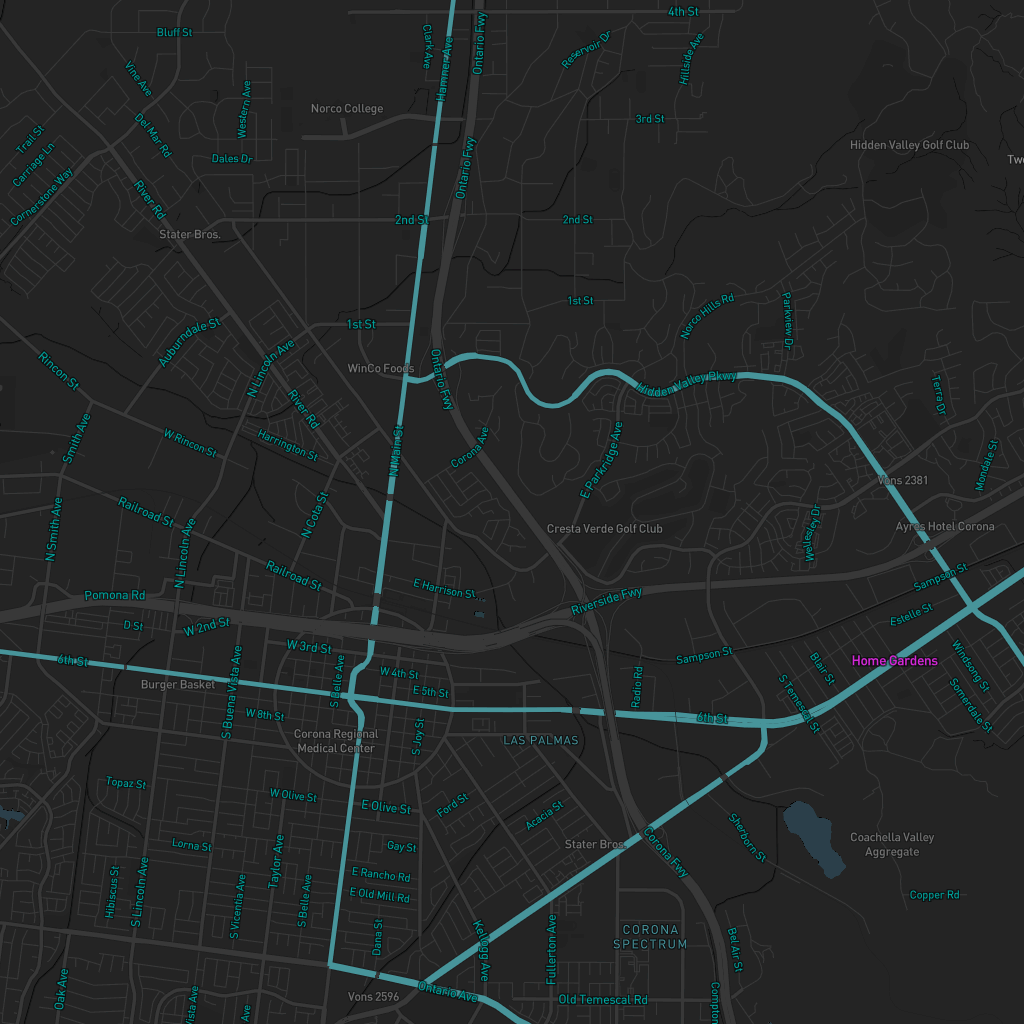 4th St
Bluff St
Clark Ave
Hamner Ave
Ontario Fwy
Reservoir Dr
Hillside Ave
Vine Ave
Western Ave
Norco College
3rd St
Trail St
Del Mar Rd
Hidden Valley Golf Club
Carriage Ln
Dales Dr
Ontario Fwy
Cornerstone Way
River Rd
2nd St
2nd St
Stater Bros.
1st St
Norco Hills Rd
Parkview Dr
1st St
Auburndale St
N Lincoln Ave
WinCo Foods
Rincon St
Ontario Fwy
Hidden Valley Pkwy
River Rd
Terra Dr
Smith Ave
W Rincon St
Harrington St
N Main St
Corona Ave
E Parkridge Ave
Mondale St
Vons 2381
Railroad St
N Cota St
N Smith Ave
N Lincoln Ave
Cresta Verde Golf Club
Wellesley Dr
Ayres Hotel Corona
Railroad St
Sampson St
Pomona Rd
E Harrison St...
Riverside Fwy
Estelle St
D St
W 2nd St
W 3rd St
6th St
S Buena Vista Ave
S Belle Ave
W 4th St
Sampson St
Home Gardens
Windsong St
Burger Basket
E 5th St
Radio Rd
Blair St
S Temescal St
Somerdale St
W 8th St
6th St
Corona Regional
Medical Center
S Joy St
LAS PALMAS
Topaz St
W Olive St
E Olive St
Ford St
Acacia St
Lorna St
Gay St
Stater Bros.
Corona Fwy
Sherborn St
Coachella Valley
Aggregate
Taylor Ave
E Rancho Rd
E Old Mill Rd
Hibiscus St
S Lincoln Ave
S Vicentia Ave
S Belle Ave
Copper Rd
Dana St
Kellogg Ave
Fullerton Ave
CORONA
SPECTRUM
Bel Air St
Oak Ave
Vista Ave
Ave
Vons 2596
Ontario Ave
Old Temescal Rd
Compton